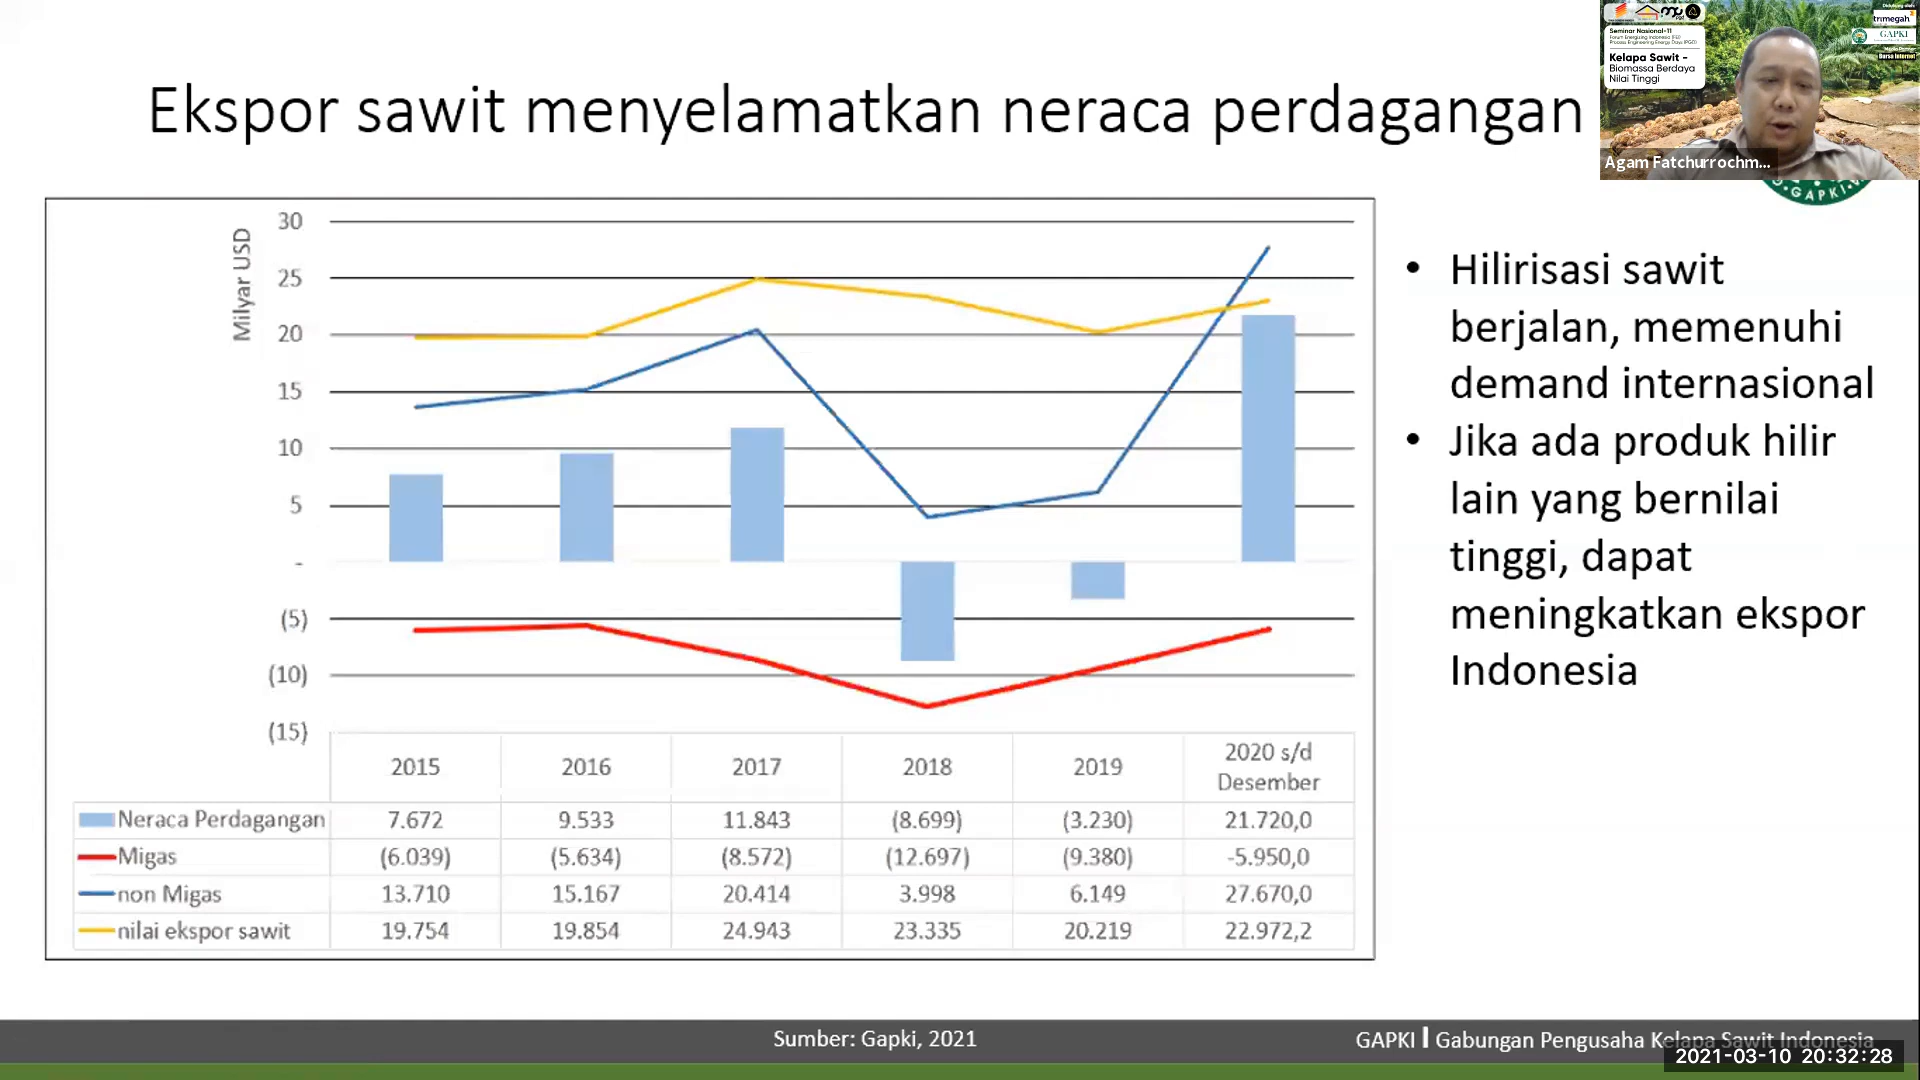 Ekspor sawit menyelamatkan neraca perdagangan
Seminar Nasional-11
Kelapa Sawit -
Biomassa Berdaya
Nilai Tinggi
trimegah
GAPKI
Agam Fatchurrochm...
GAPKI
Milyar USD
30
25
20
15
10
5
-
(5)
(10)
(15)
2015 2016 2017 2018 2019 2020 s/d
Desember
Neraca Perdagangan 7.672 9.533 11.843 (8.699) (3.230) 21.720,0
Migas (6.039) (5.634) (8.572) (12.697) (9.380) -5.950,0
non Migas 13.710 15.167 20.414 3.998 6.149 27.670,0
nilai ekspor sawit 19.754 19.854 24.943 23.335 20.219 22.972,2
• Hilirisasi sawit
berjalan, memenuhi
demand internasional
• Jika ada produk hilir
lain yang bernilai
tinggi, dapat
meningkatkan ekspor
Indonesia
Sumber: Gapki, 2021
GAPKI | Gabungan Pengusaha Kelapa Sawit Indonesia
2021-03-10 20:32:28